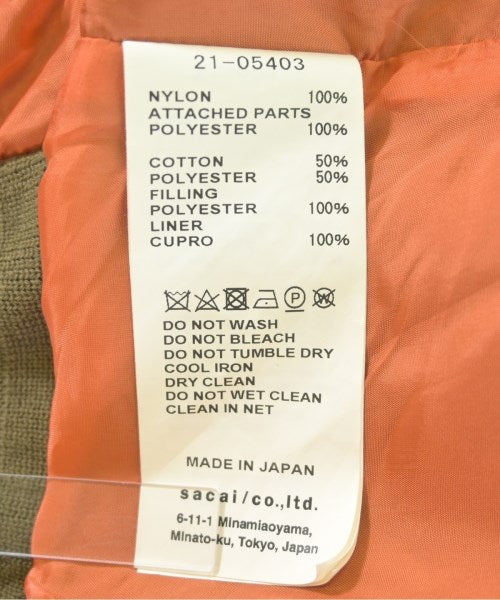 21-05403
NYLON 100%
ATTACHED PARTS
POLYESTER 100%
COTTON 50%
POLYESTER 50%
FILLING
POLYESTER 100%
LINER
CUPRO 100%
P W
DO NOT WASH
DO NOT BLEACH
DO NOT TUMBLE DRY
COOL IRON
DRY CLEAN
DO NOT WET CLEAN
CLEAN IN NET
MADE IN JAPAN
sacai/co.,ltd.
6-11-1 Minamiaoyama,
Minato-ku, Tokyo, Japan